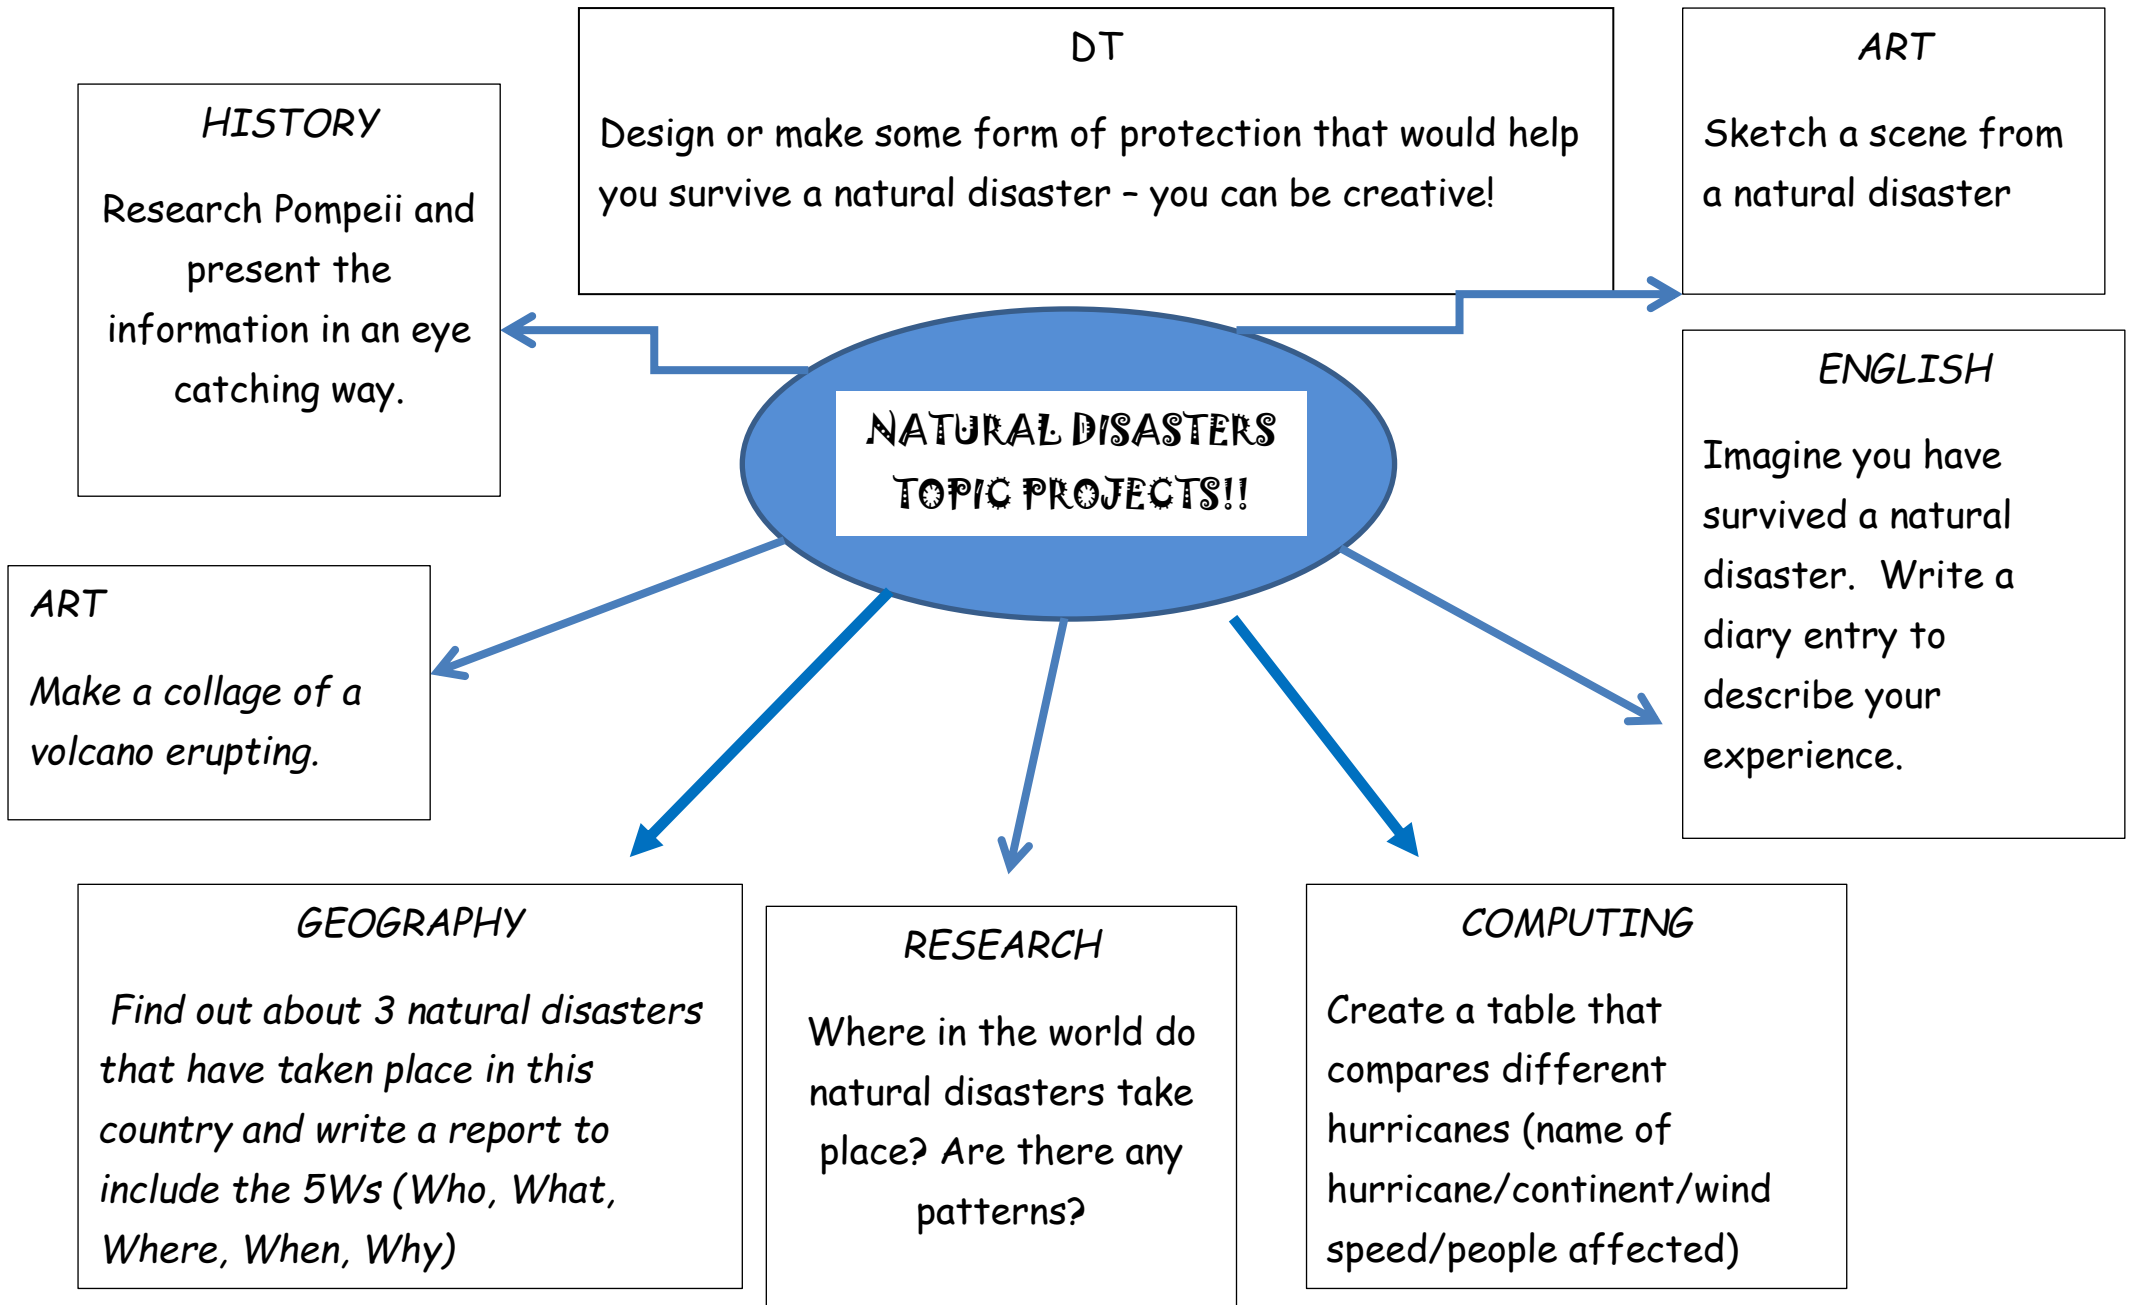 DT
Design or make some form of protection that would help
you survive a natural disaster – you can be creative!
ART
Sketch a scene from
a natural disaster
HISTORY
Research Pompeii and
present the
information in an eye
catching way.
NATURAL DISASTERS
TOPIC PROJECTS!!
ENGLISH
Imagine you have
survived a natural
disaster.  Write a
diary entry to
describe your
experience.
ART
Make a collage of a
volcano erupting.
GEOGRAPHY
Find out about 3 natural disasters
that have taken place in this
country and write a report to
include the 5Ws (Who, What,
Where, When, Why)
RESEARCH
Where in the world do
natural disasters take
place? Are there any
patterns?
COMPUTING
Create a table that
compares different
hurricanes (name of
hurricane/continent/wind
speed/people affected)